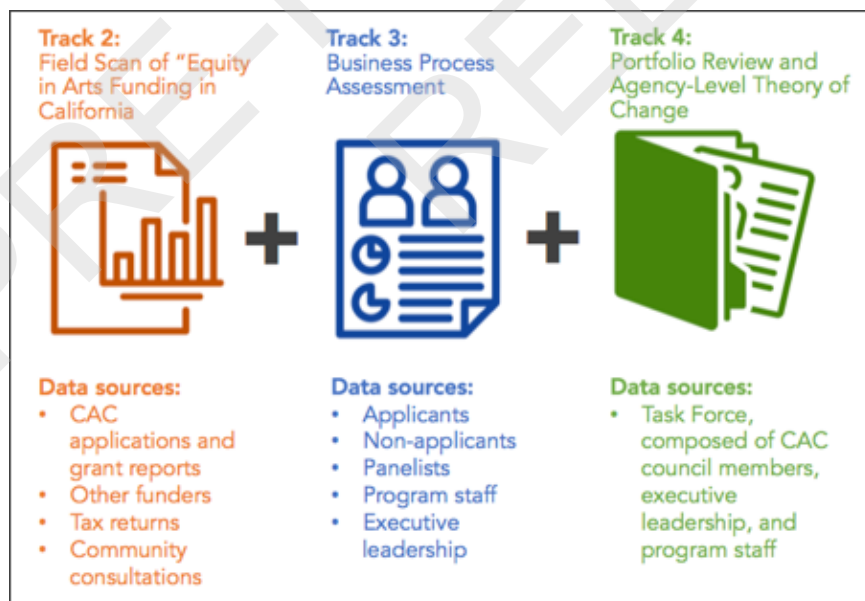 Track 2:
Field Scan of "Equity
in Arts Funding in
California
Track 3:
Business Process
Assessment
Track 4:
Portfolio Review and
Agency-Level Theory of
Change
+
+
Data sources:
• CAC
applications and
grant reports
• Other funders
• Tax returns
• Community
consultations
Data sources:
• Applicants
• Non-applicants
• Panelists
• Program staff
• Executive
leadership
Data sources:
• Task Force,
composed of CAC
council members,
executive
leadership, and
program staff